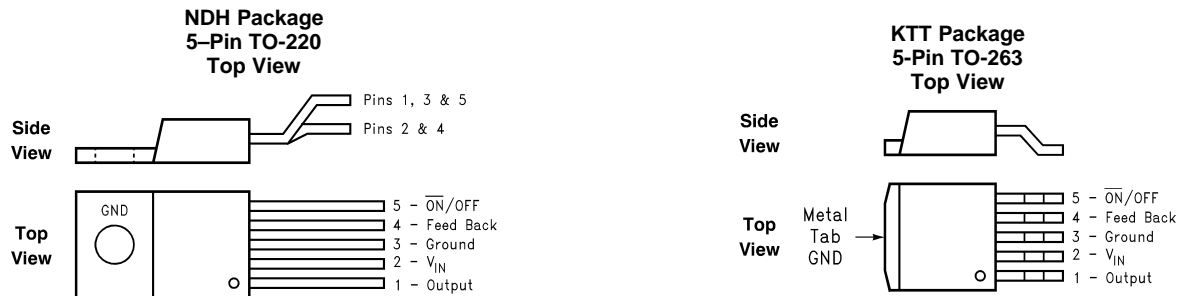 NDH Package
5–Pin TO-220
Top View
Side
View
Pins 1, 3 & 5
Pins 2 & 4
Top
View
GND
5 - O̅N̅/OFF
4 - Feed Back
3 - Ground
2 - VIN
1 - Output
KTT Package
5-Pin TO-263
Top View
Side
View
Top
View
Metal
Tab
GND
5 - O̅N̅/OFF
4 - Feed Back
3 - Ground
2 - VIN
1 - Output